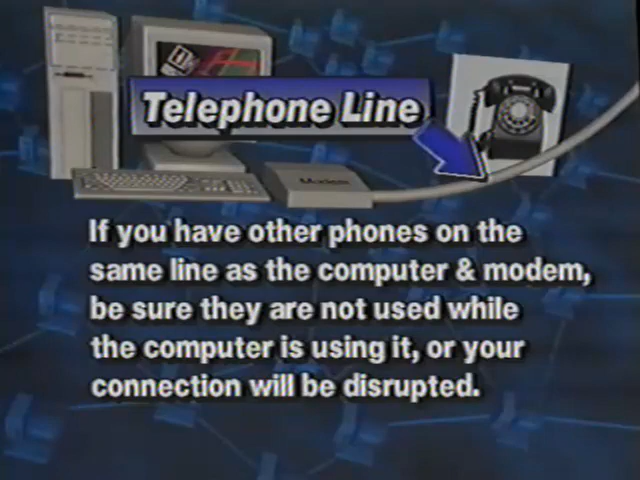 Telephone Line
If you have other phones on the
same line as the computer & modem,
be sure they are not used while
the computer is using it, or your
connection will be disrupted.